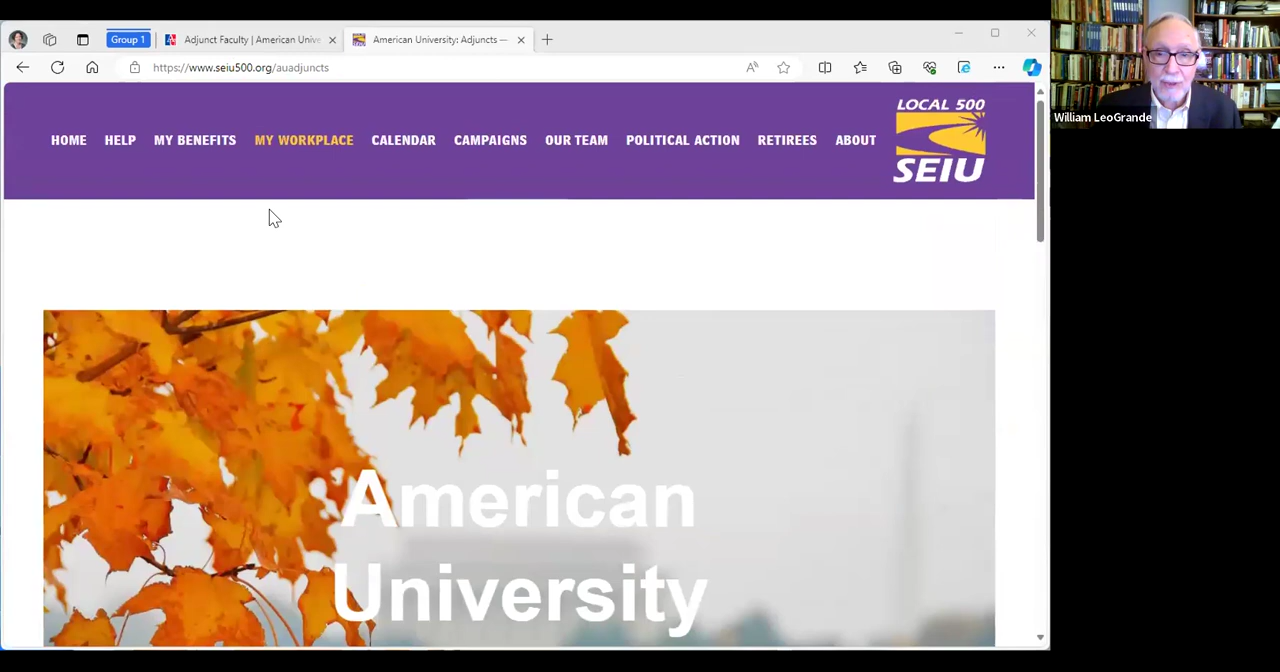 Group 1
Adjunct Faculty | American Unive
American University: Adjuncts —
https://www.seiu500.org/auadjuncts
William LeoGrande
LOCAL 500
SEIU
HOME HELP MY BENEFITS MY WORKPLACE CALENDAR CAMPAIGNS OUR TEAM POLITICAL ACTION RETIREES ABOUT
American
University